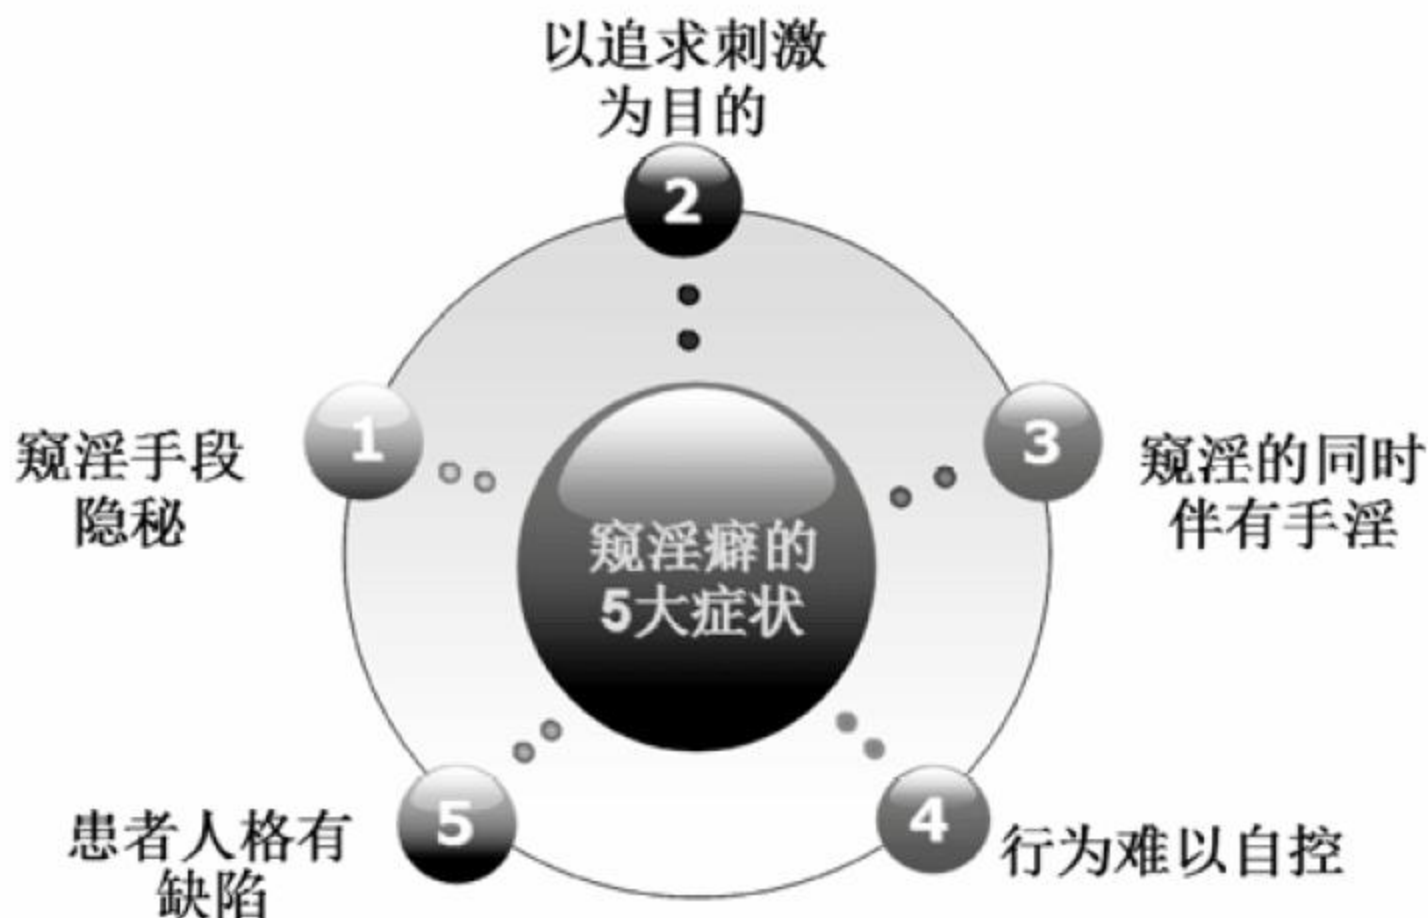 以追求刺激
为目的
2
1
窥淫手段
隐秘
3
窥淫的同时
伴有手淫
窥淫癖的
5大症状
5
患者人格有
缺陷
4
行为难以自控